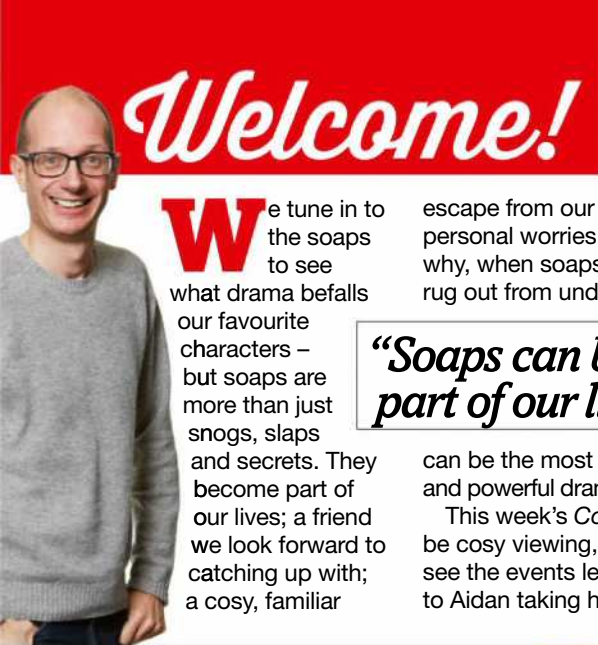 Welcome!
We tune in to
the soaps
to see
what drama befalls
our favourite
characters –
but soaps are
more than just
snogs, slaps
and secrets. They
become part of
our lives; a friend
we look forward to
catching up with;
a cosy, familiar
escape from our
personal worries
why, when soaps
rug out from und
"Soaps can b
part of our l
can be the most
and powerful dra
This week's Co
be cosy viewing,
see the events le
to Aidan taking h